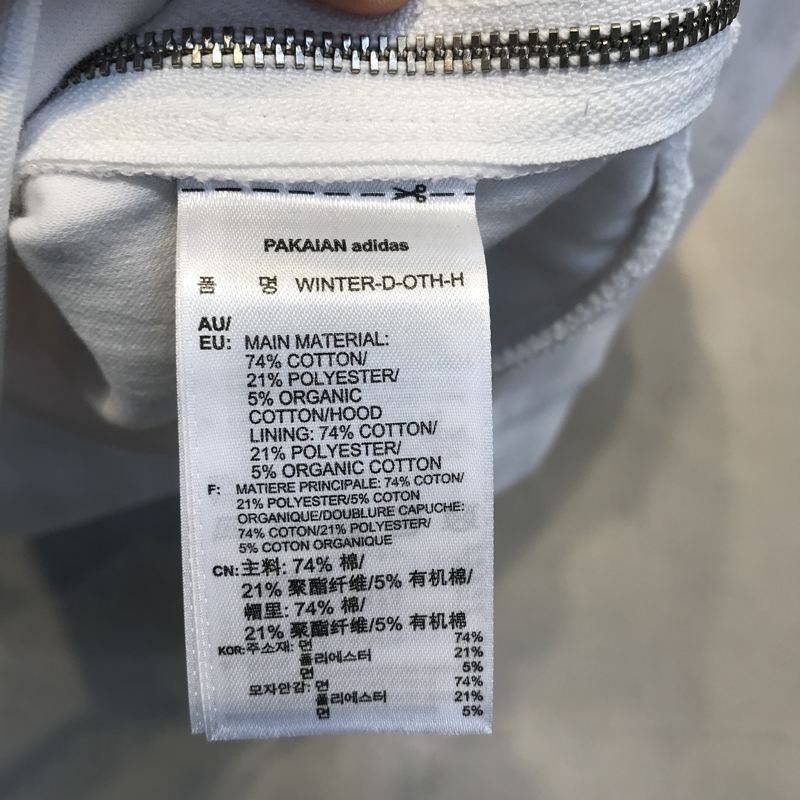 PAKAIAN adidas
품 명 WINTER-D-OTH-H
AU/
EU: MAIN MATERIAL:
74% COTTON/
21% POLYESTER/
5% ORGANIC
COTTON/HOOD
LINING: 74% COTTON/
21% POLYESTER/
5% ORGANIC COTTON
F: MATIERE PRINCIPALE: 74% COTON/
21% POLYESTER/5% COTON
ORGANIQUE/DOUBLURE CAPUCHE:
74% COTON/21% POLYESTER/
5% COTON ORGANIQUE
CN: 主料: 74% 棉/
21% 聚酯纤维/5% 有机棉/
帽里: 74% 棉/
21% 聚酯纤维/5% 有机棉
KOR: 주소재: 면 74%
폴리에스터 21%
면 5%
모자안감: 면 74%
폴리에스터 21%
면 5%